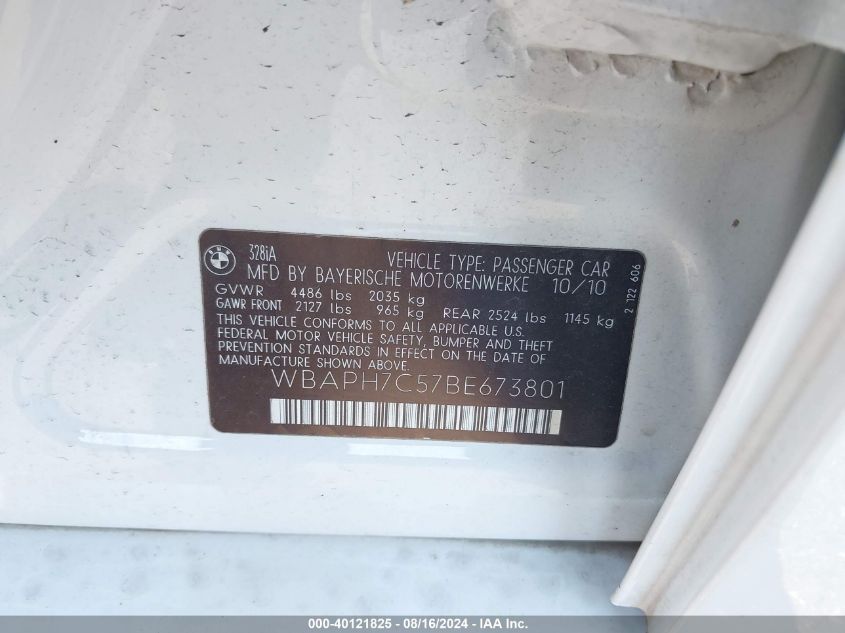 BMW
328iA
VEHICLE TYPE: PASSENGER CAR
MFD BY BAYERISCHE MOTORENWERKE 10/10
GVWR 4486 lbs 2035 kg
GAWR FRONT 2127 lbs 965 kg REAR 2524 lbs 1145 kg
THIS VEHICLE CONFORMS TO ALL APPLICABLE U.S.
FEDERAL MOTOR VEHICLE SAFETY, BUMPER AND THEFT
PREVENTION STANDARDS IN EFFECT ON THE DATE OF
MANUFACTURE SHOWN ABOVE.
WBAPH7C57BE673801
2 122 606
000-40121825 - 08/16/2024 - IAA Inc.